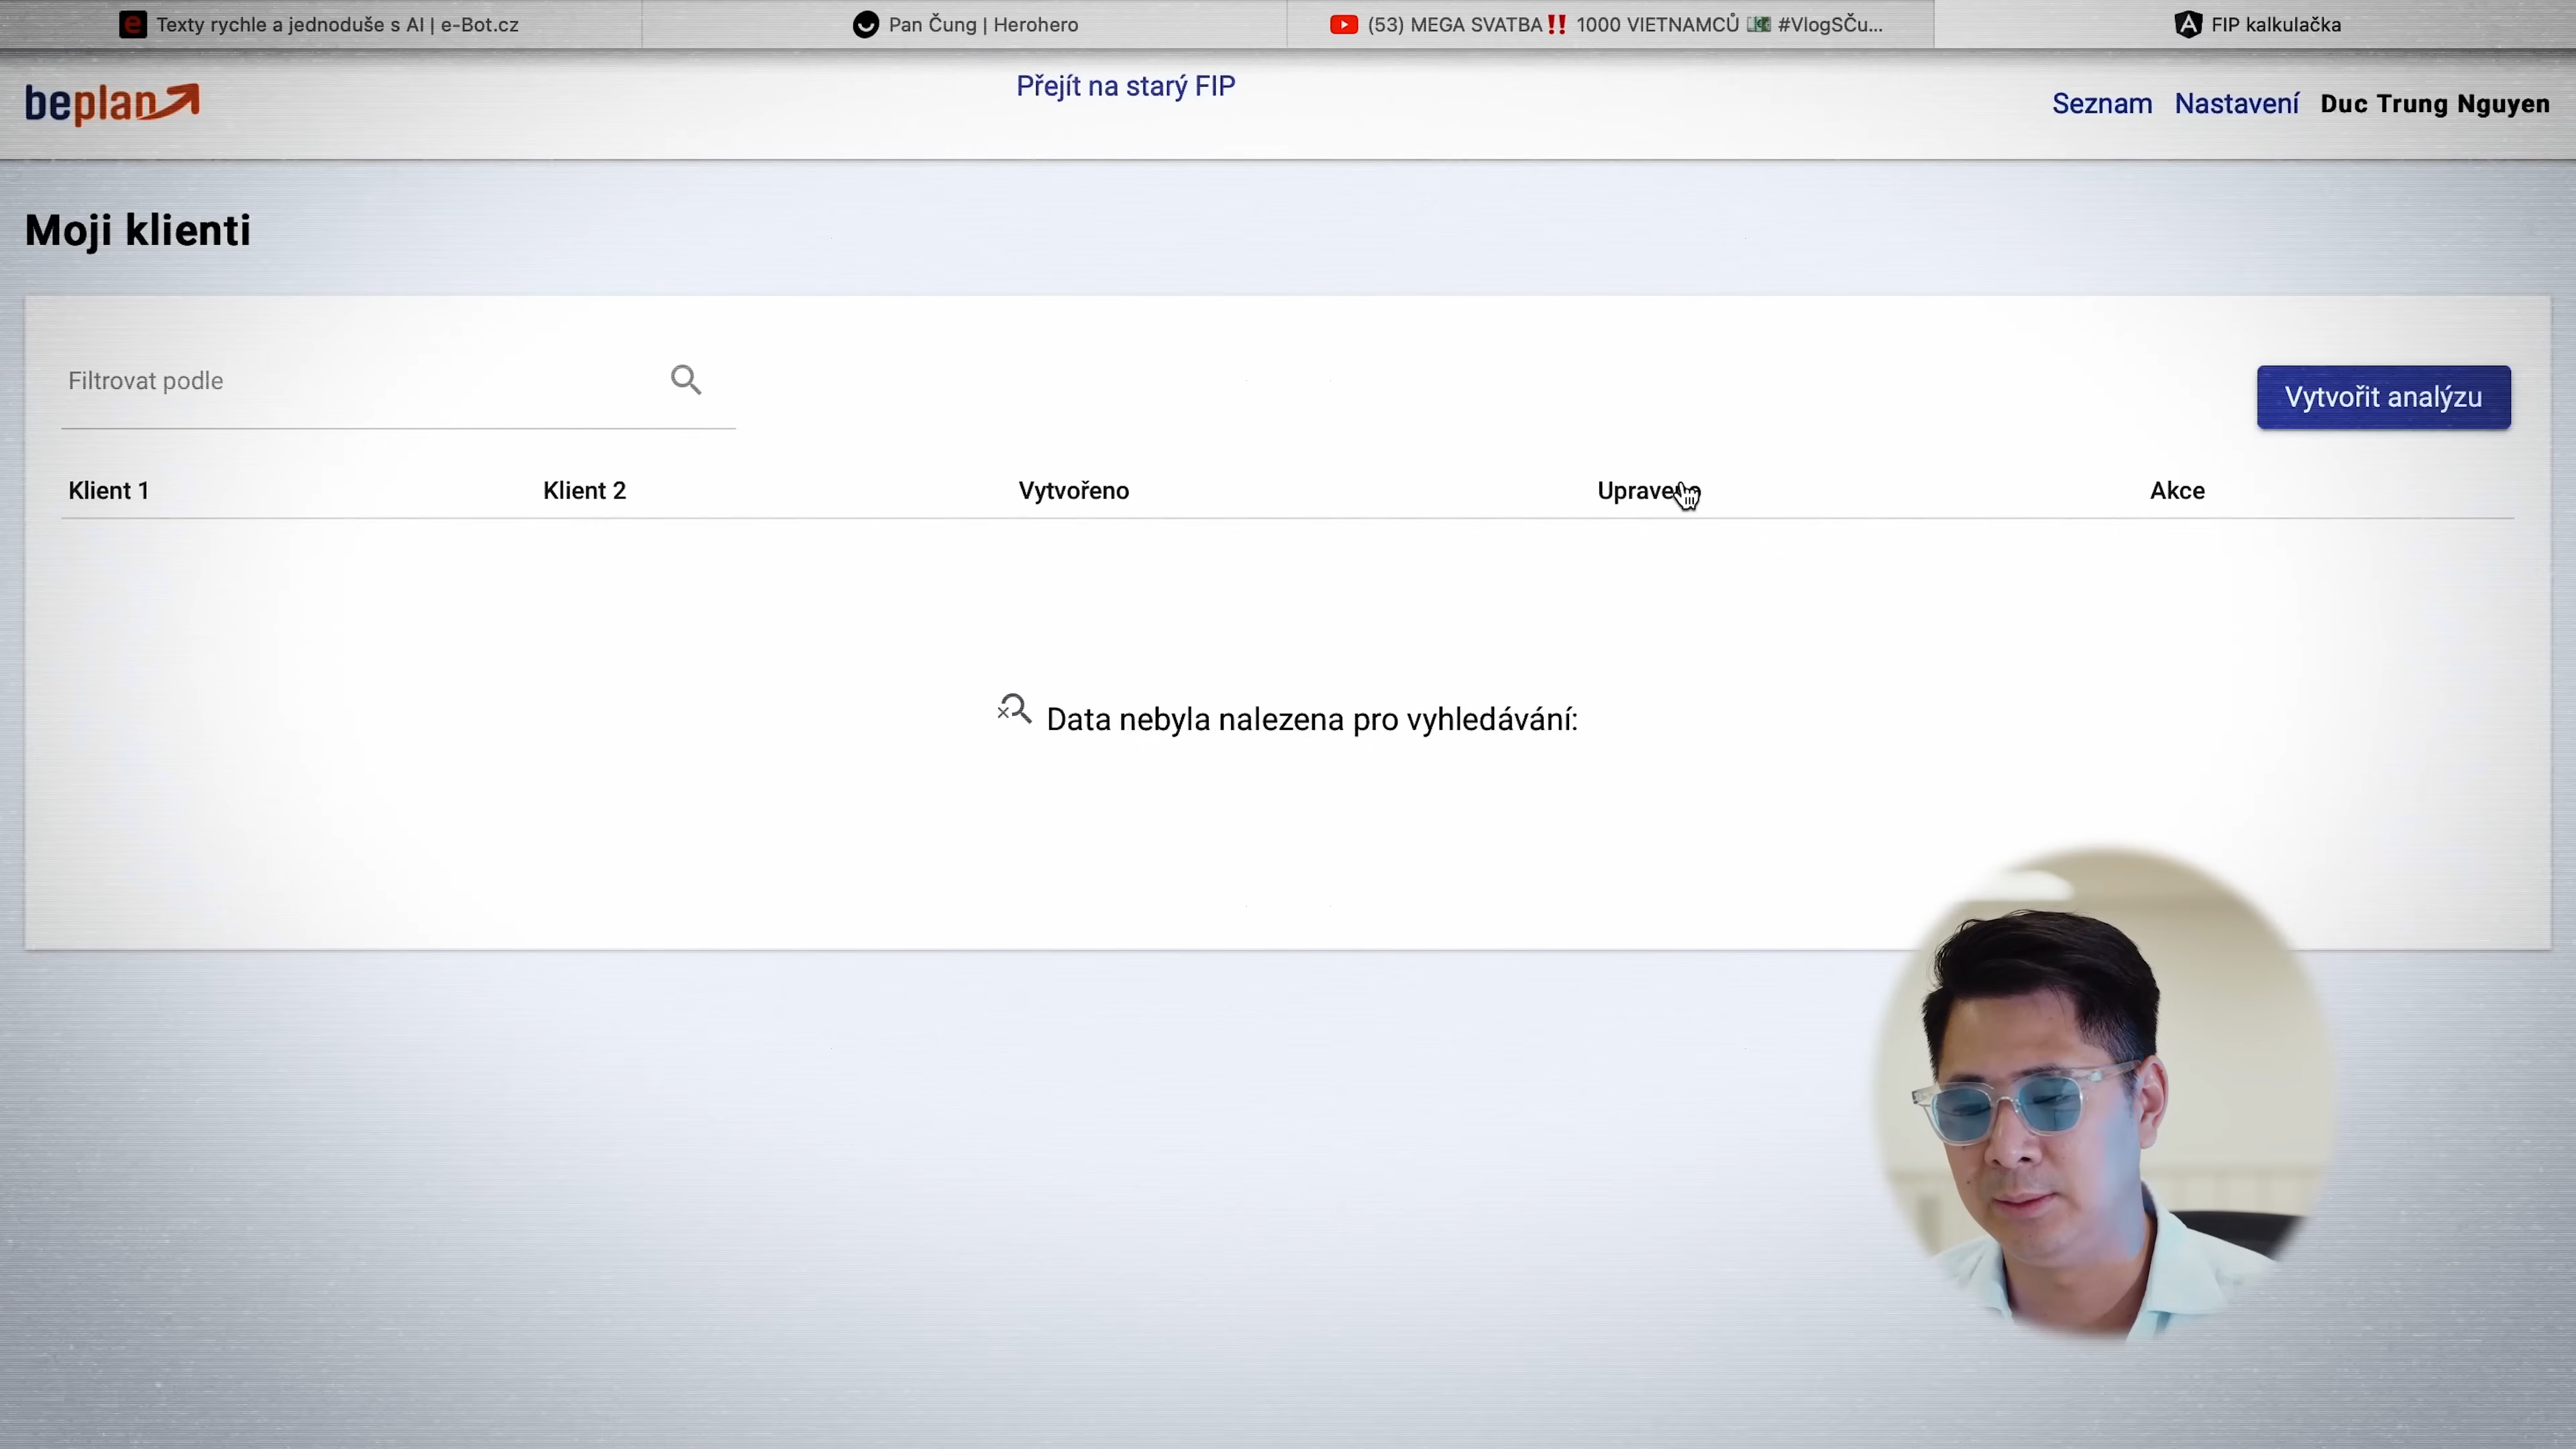 Texty rychle a jednoduše s AI | e-Bot.cz
Pan Čung | Herohero
(53) MEGA SVATBA‼️ 1000 VIETNAMCŮ 💵 #VlogSČu...
FIP kalkulačka
beplan
Přejít na starý FIP
Seznam Nastavení Duc Trung Nguyen
Moji klienti
Filtrovat podle
Vytvořit analýzu
Klient 1 Klient 2 Vytvořeno Upraveno Akce
Data nebyla nalezena pro vyhledávání: